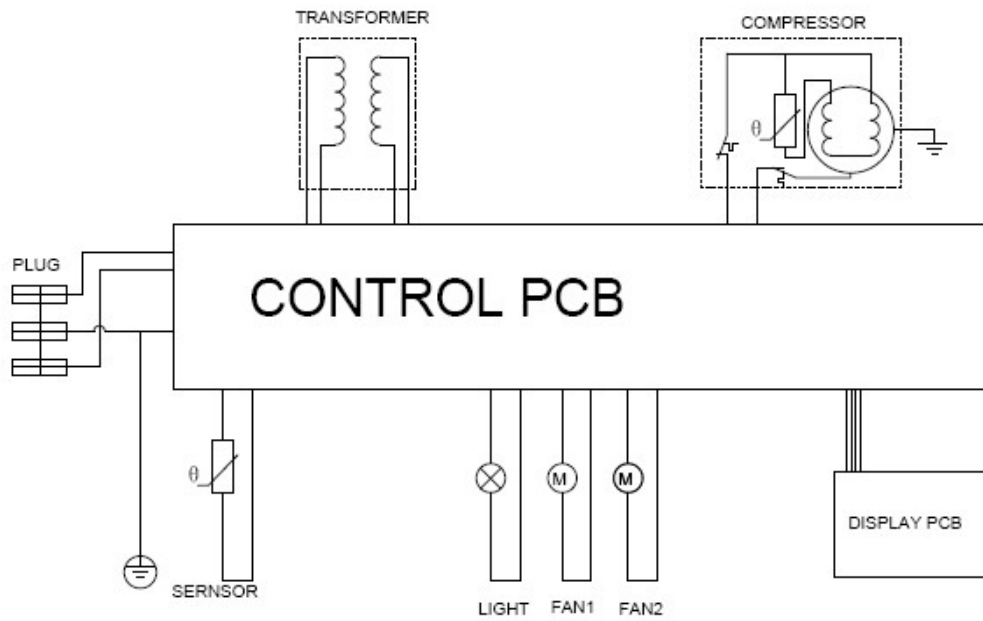 TRANSFORMER
COMPRESSOR
θ
PLUG
CONTROL PCB
θ
M
M
DISPLAY PCB
SERNSOR
LIGHT
FAN1
FAN2